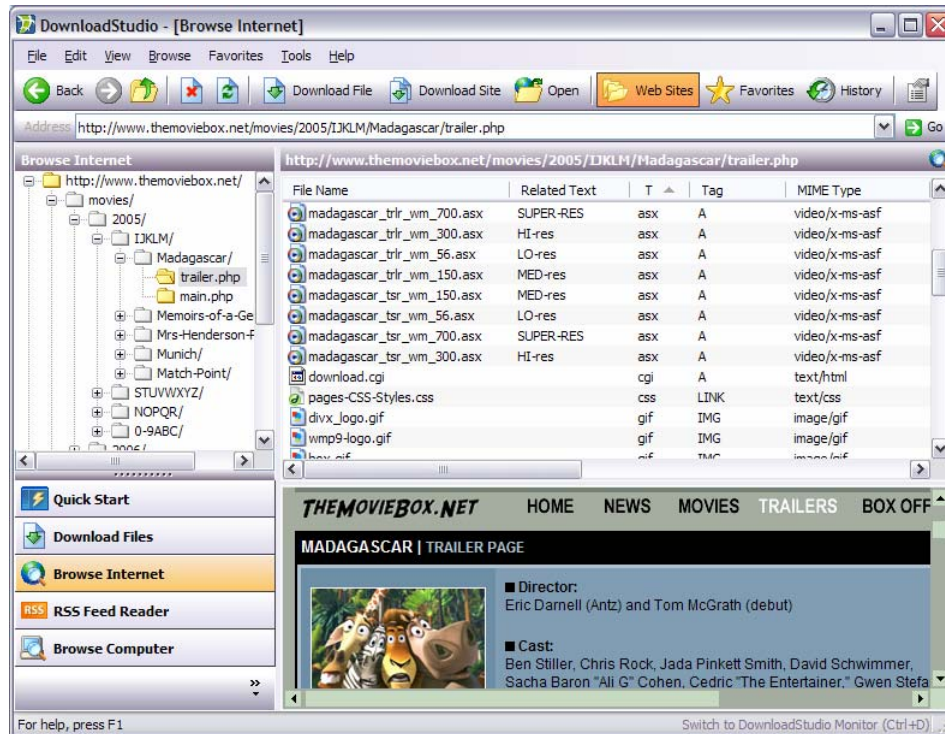 DownloadStudio - [Browse Internet]
File Edit View Browse Favorites Tools Help
Back Download File Download Site Open Web Sites Favorites History
Address http://www.themoviebox.net/movies/2005/IJKLM/Madagascar/trailer.php Go
Browse Internet
http://www.themoviebox.net/
movies/
2005/
IJKLM/
Madagascar/
trailer.php
main.php
Memoirs-of-a-Ge
Mrs-Henderson-P
Munich/
Match-Point/
STUVWXYZ/
NOPQR/
0-9ABC/
2006/
http://www.themoviebox.net/movies/2005/IJKLM/Madagascar/trailer.php
File Name Related Text T Tag MIME Type
madagascar_trlr_wm_700.asx SUPER-RES asx A video/x-ms-asf
madagascar_trlr_wm_300.asx HI-res asx A video/x-ms-asf
madagascar_trlr_wm_56.asx LO-res asx A video/x-ms-asf
madagascar_trlr_wm_150.asx MED-res asx A video/x-ms-asf
madagascar_tsr_wm_150.asx MED-res asx A video/x-ms-asf
madagascar_tsr_wm_56.asx LO-res asx A video/x-ms-asf
madagascar_tsr_wm_700.asx SUPER-RES asx A video/x-ms-asf
madagascar_tsr_wm_300.asx HI-res asx A video/x-ms-asf
download.cgi cgi A text/html
pages-CSS-Styles.css css LINK text/css
divx_logo.gif gif IMG image/gif
wmp9-logo.gif gif IMG image/gif
box.gif gif IMG image/gif
Quick Start
Download Files
Browse Internet
RSS RSS Feed Reader
Browse Computer
THEMOVIEBOX.NET HOME NEWS MOVIES TRAILERS BOX OFF
MADAGASCAR | TRAILER PAGE
Director:
Eric Darnell (Antz) and Tom McGrath (debut)
Cast:
Ben Stiller, Chris Rock, Jada Pinkett Smith, David Schwimmer,
Sacha Baron "Ali G" Cohen, Cedric "The Entertainer," Gwen Stefa
For help, press F1
Switch to DownloadStudio Monitor (Ctrl+D)